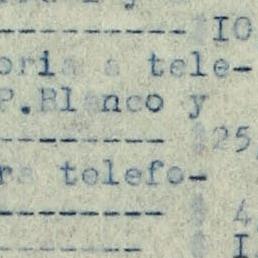 y
---------- IO
oria a tele-
P.Blanco y
--------- 25
ra telefo-
--------- 4
-------- I